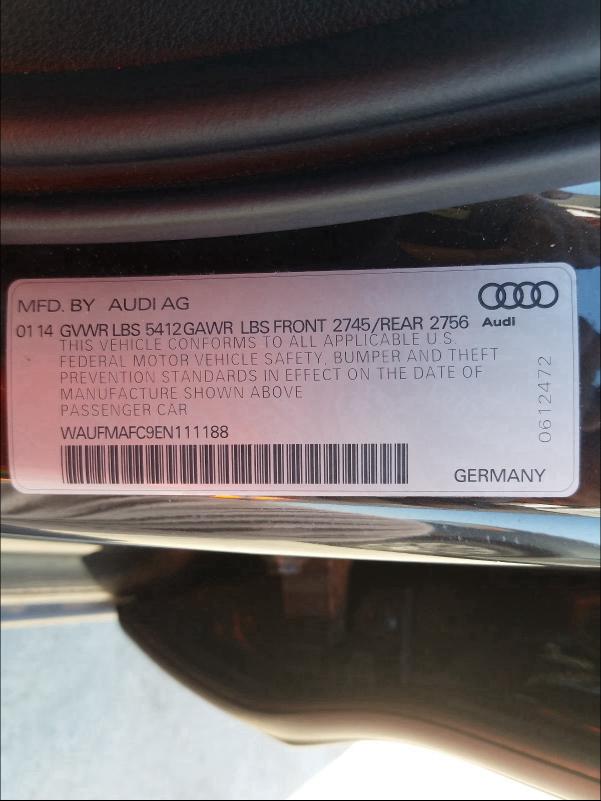 MFD. BY AUDI AG
Audi
01 14 GVWR LBS 5412 GAWR LBS FRONT 2745/REAR 2756
THIS VEHICLE CONFORMS TO ALL APPLICABLE U.S.
FEDERAL MOTOR VEHICLE SAFETY, BUMPER AND THEFT
PREVENTION STANDARDS IN EFFECT ON THE DATE OF
MANUFACTURE SHOWN ABOVE
PASSENGER CAR
WAUFMAFC9EN111188
GERMANY
0612472